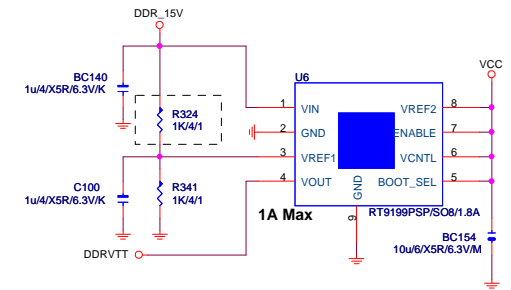 DDR_15V
VCC
BC140
1u/4/X5R/6.3V/K
U6
R324
1K/4/1
1 VIN VREF2 8
2 GND ENABLE 7
3 VREF1 VCNTL 6
4 VOUT BOOT_SEL 5
GND
9
C100
1u/4/X5R/6.3V/K
R341
1K/4/1
1A Max
RT9199PSP/SO8/1.8A
DDRVTT
BC154
10u/6/X5R/6.3V/M